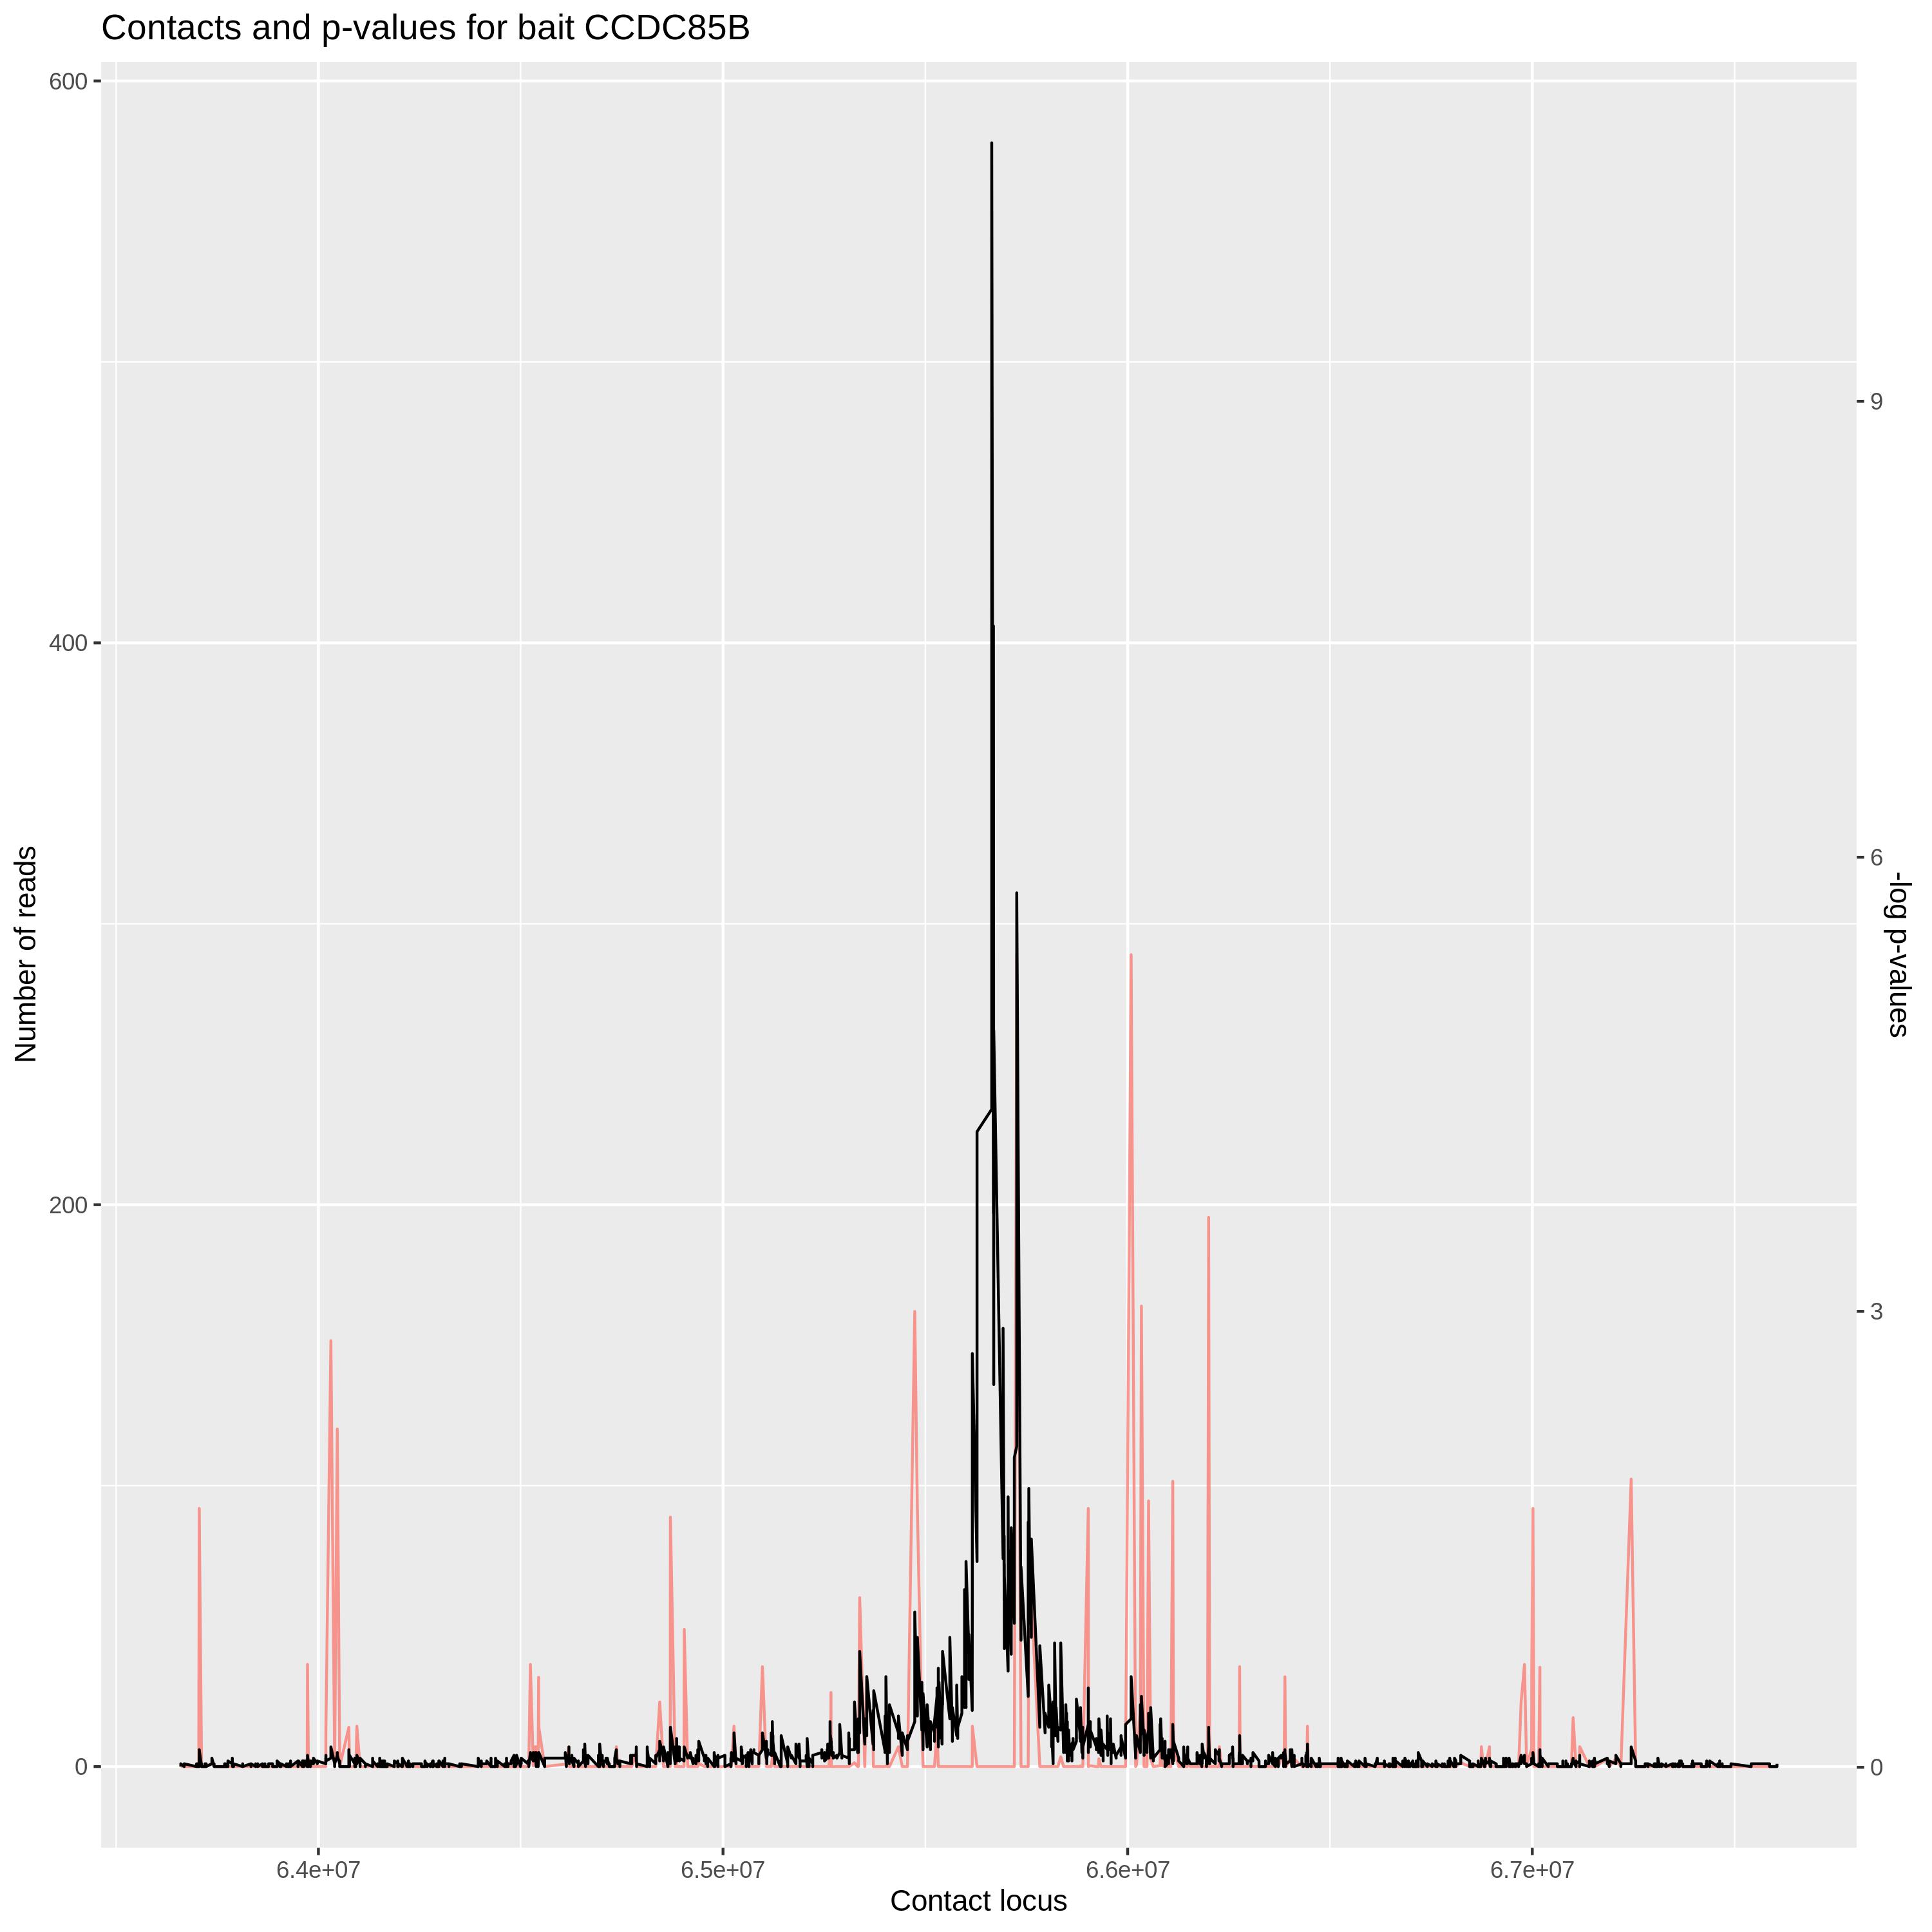 Contacts and p-values for bait CCDC85B
600
400
200
0
Number of reads
9
6
3
0
-log p-values
6.4e+07
6.5e+07
6.6e+07
6.7e+07
Contact locus